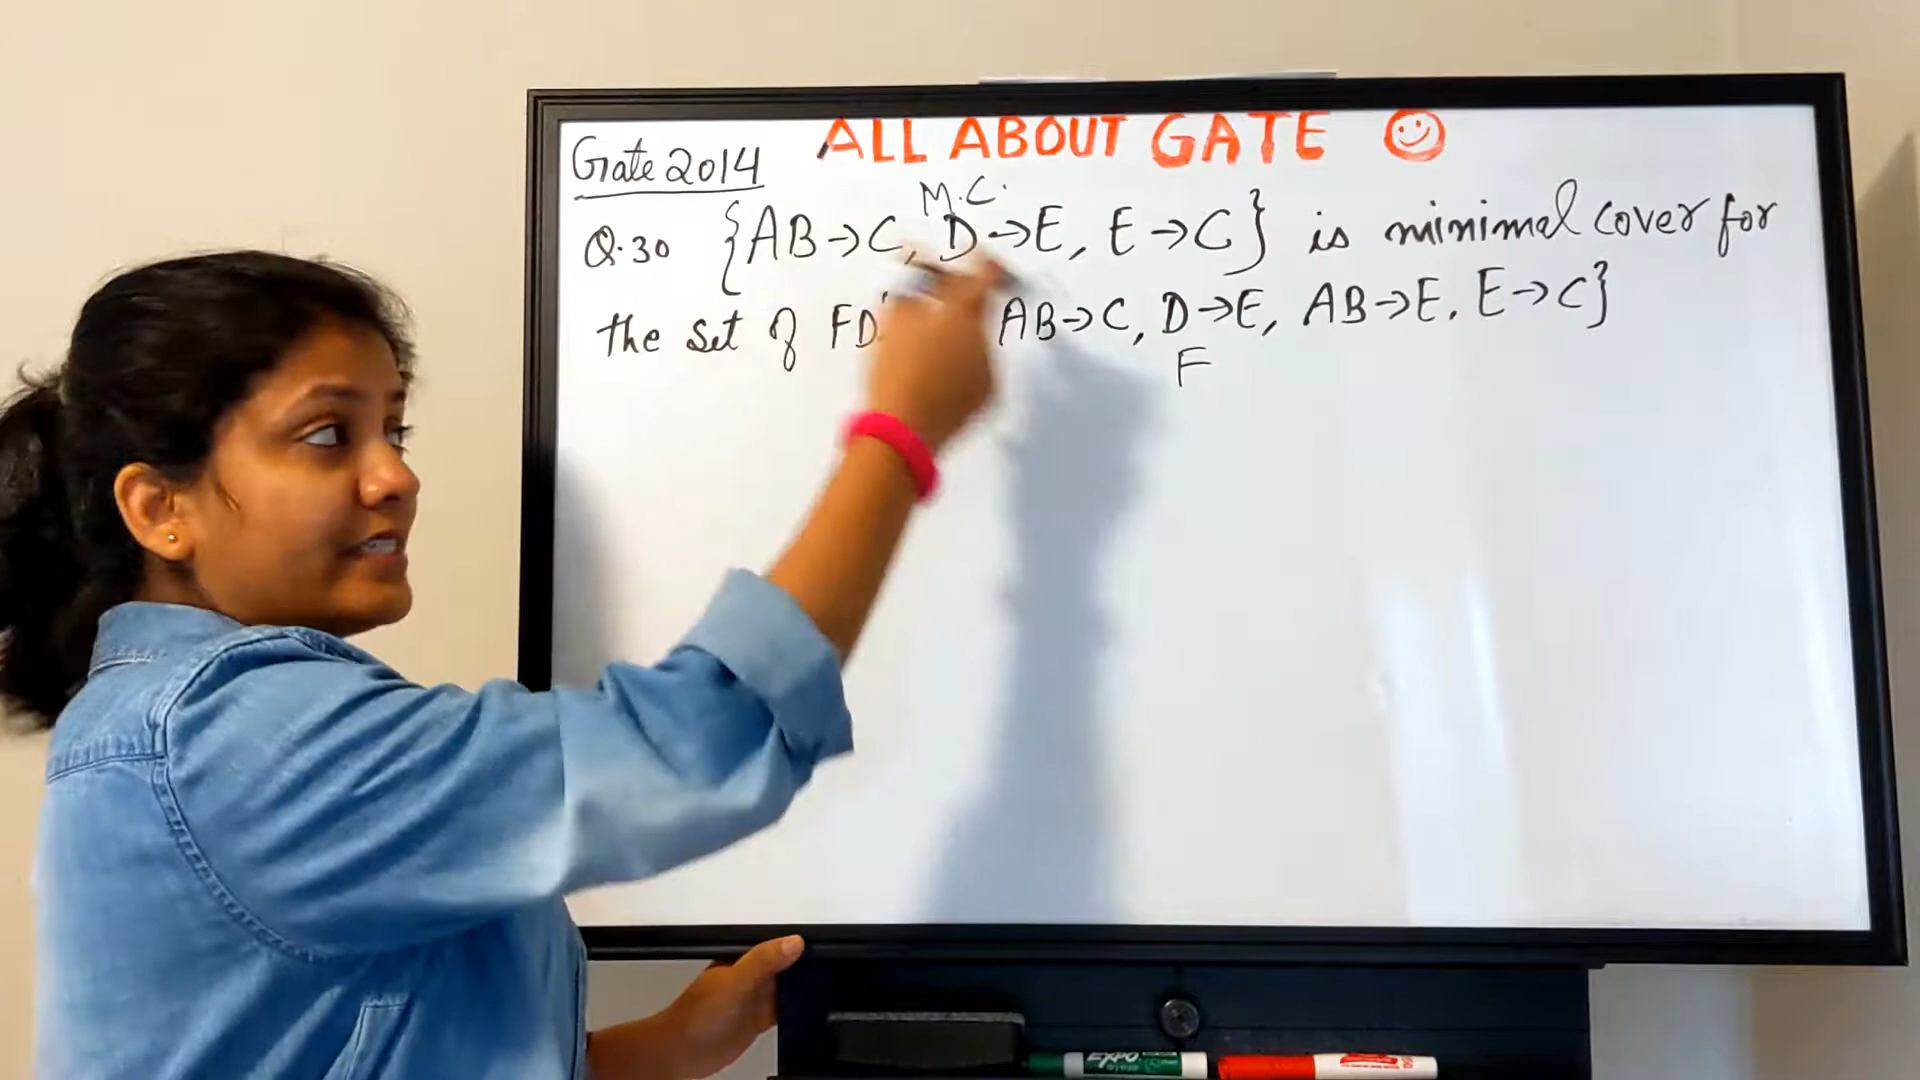 ALL ABOUT GATE
Gate 2014
M.C.
Q.30 {AB→C, D→E, E→C} is minimal cover for
the set of FD's AB→C, D→E, AB→E, E→C}
F
EXPO